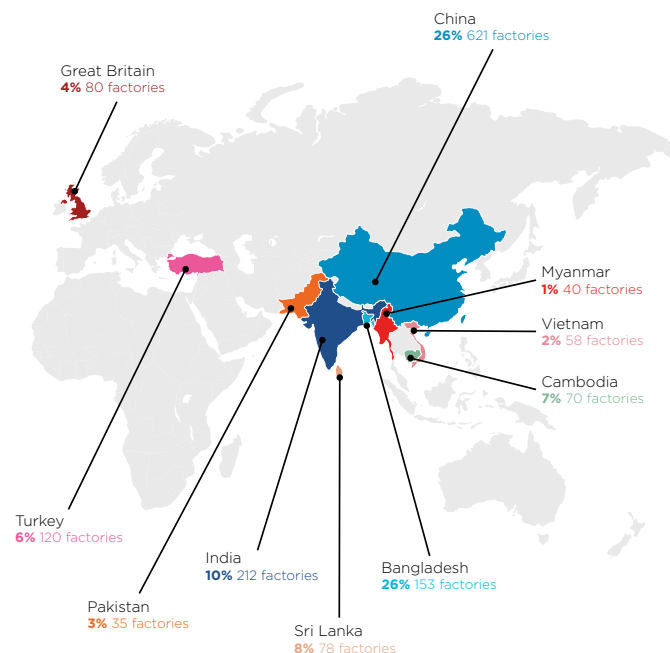 China
26% 621 factories
Great Britain
4% 80 factories
Myanmar
1% 40 factories
Vietnam
2% 58 factories
Cambodia
7% 70 factories
Turkey
6% 120 factories
India
10% 212 factories
Bangladesh
26% 153 factories
Pakistan
3% 35 factories
Sri Lanka
8% 78 factories